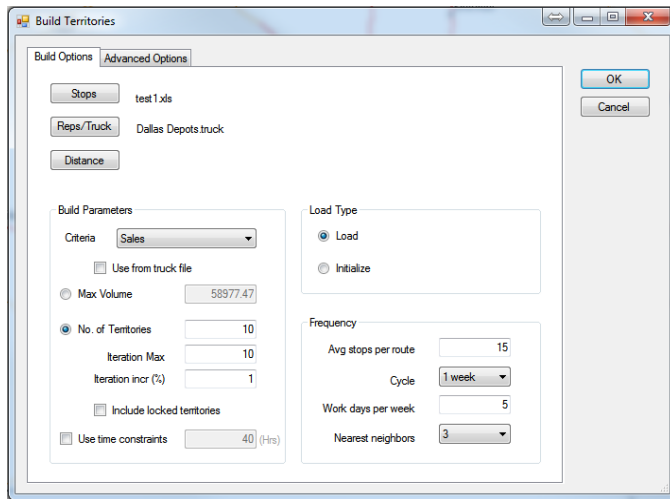 Build Territories
Build Options
Advanced Options
Stops
test1.xls
Reps/Truck
Dallas Depots.truck
Distance
OK
Cancel
Build Parameters
Criteria
Sales
Use from truck file
Max Volume
58977.47
No. of Territories
10
Iteration Max
10
Iteration incr (%)
1
Include locked territories
Use time constraints
40 (Hrs)
Load Type
Load
Initialize
Frequency
Avg stops per route
15
Cycle
1 week
Work days per week
5
Nearest neighbors
3